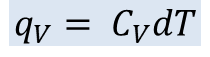 q_V = C_V dT